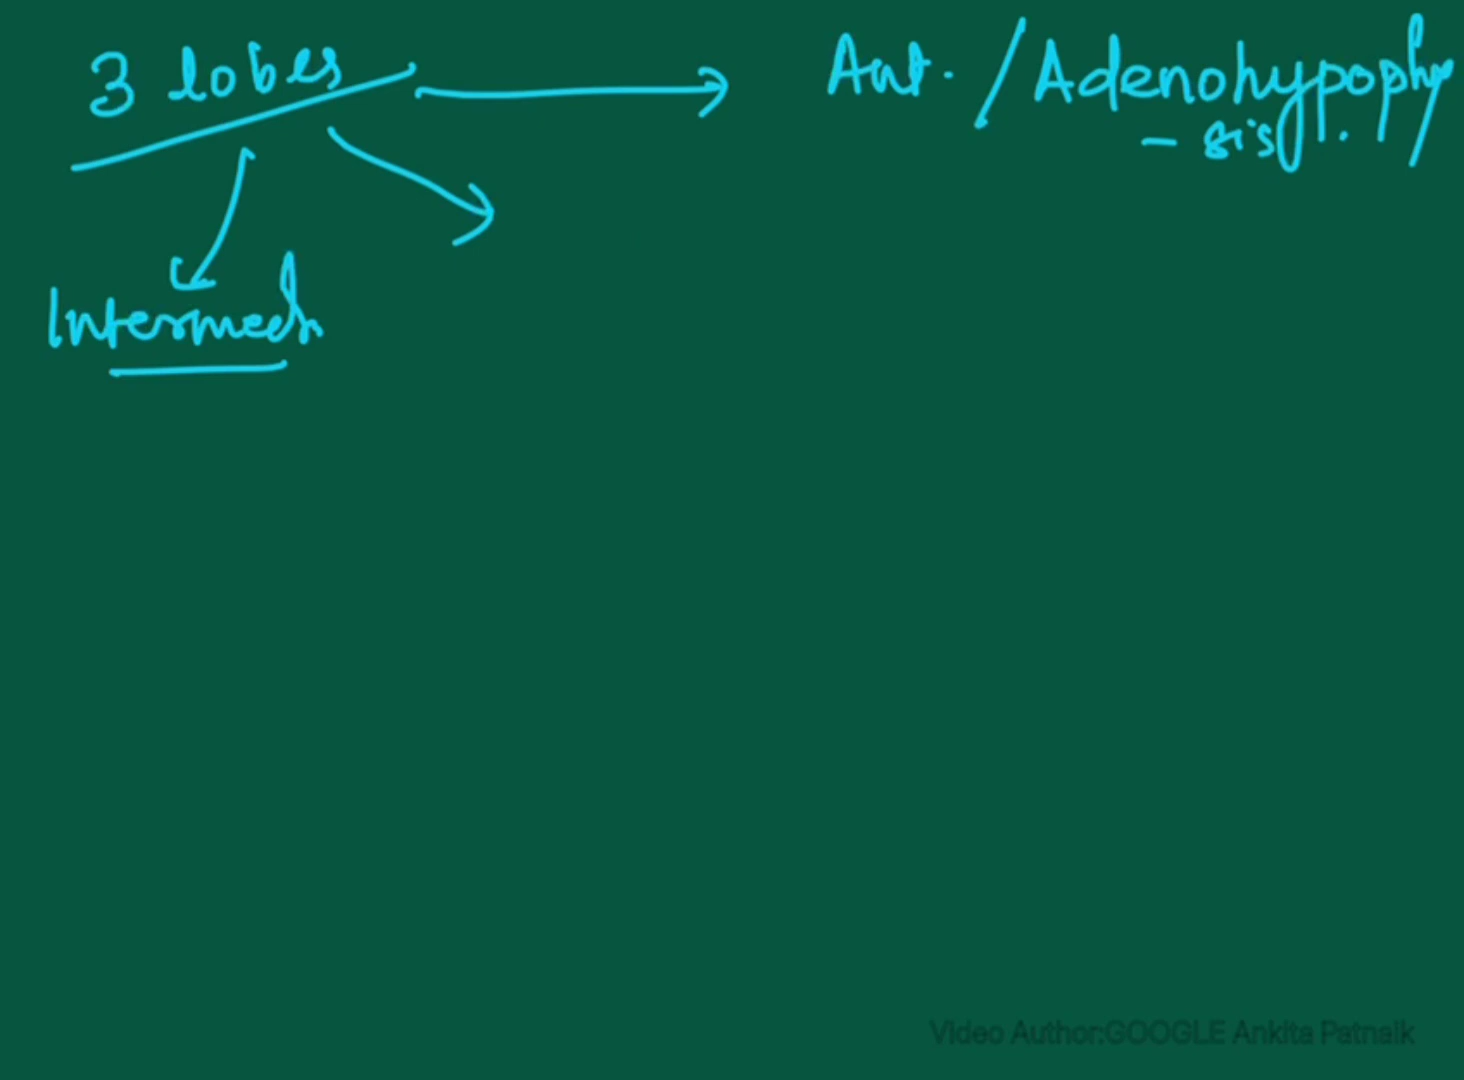 3 lobes
Ant. / Adenohypophy
- sis.
Intermed
Video Author:GOOGLE Ankita Patnaik